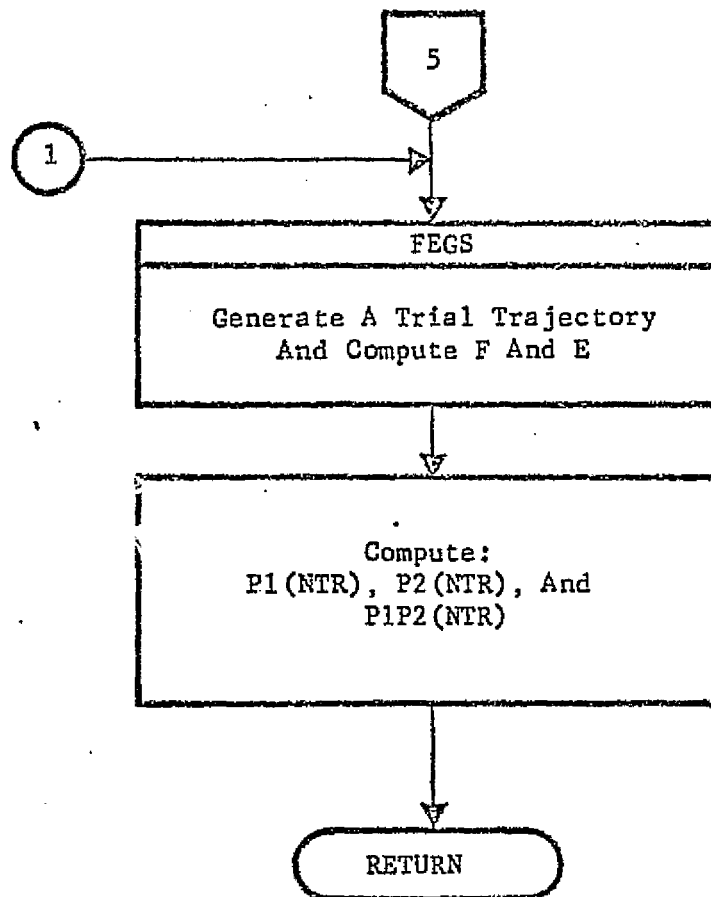 5
1
FEGS
Generate A Trial Trajectory
And Compute F And E
Compute:
P1(NTR), P2(NTR), And
P1P2(NTR)
RETURN